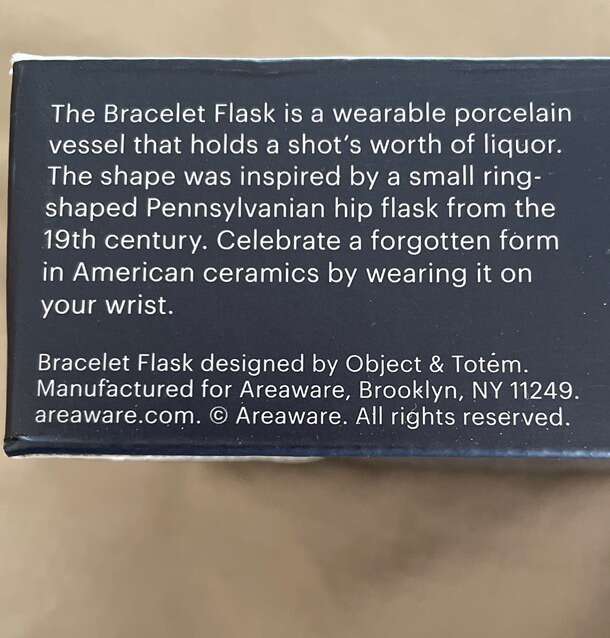 The Bracelet Flask is a wearable porcelain
vessel that holds a shot's worth of liquor.
The shape was inspired by a small ring-
shaped Pennsylvanian hip flask from the
19th century. Celebrate a forgotten form
in American ceramics by wearing it on
your wrist.
Bracelet Flask designed by Object & Totem.
Manufactured for Areaware, Brooklyn, NY 11249.
areaware.com. © Areaware. All rights reserved.